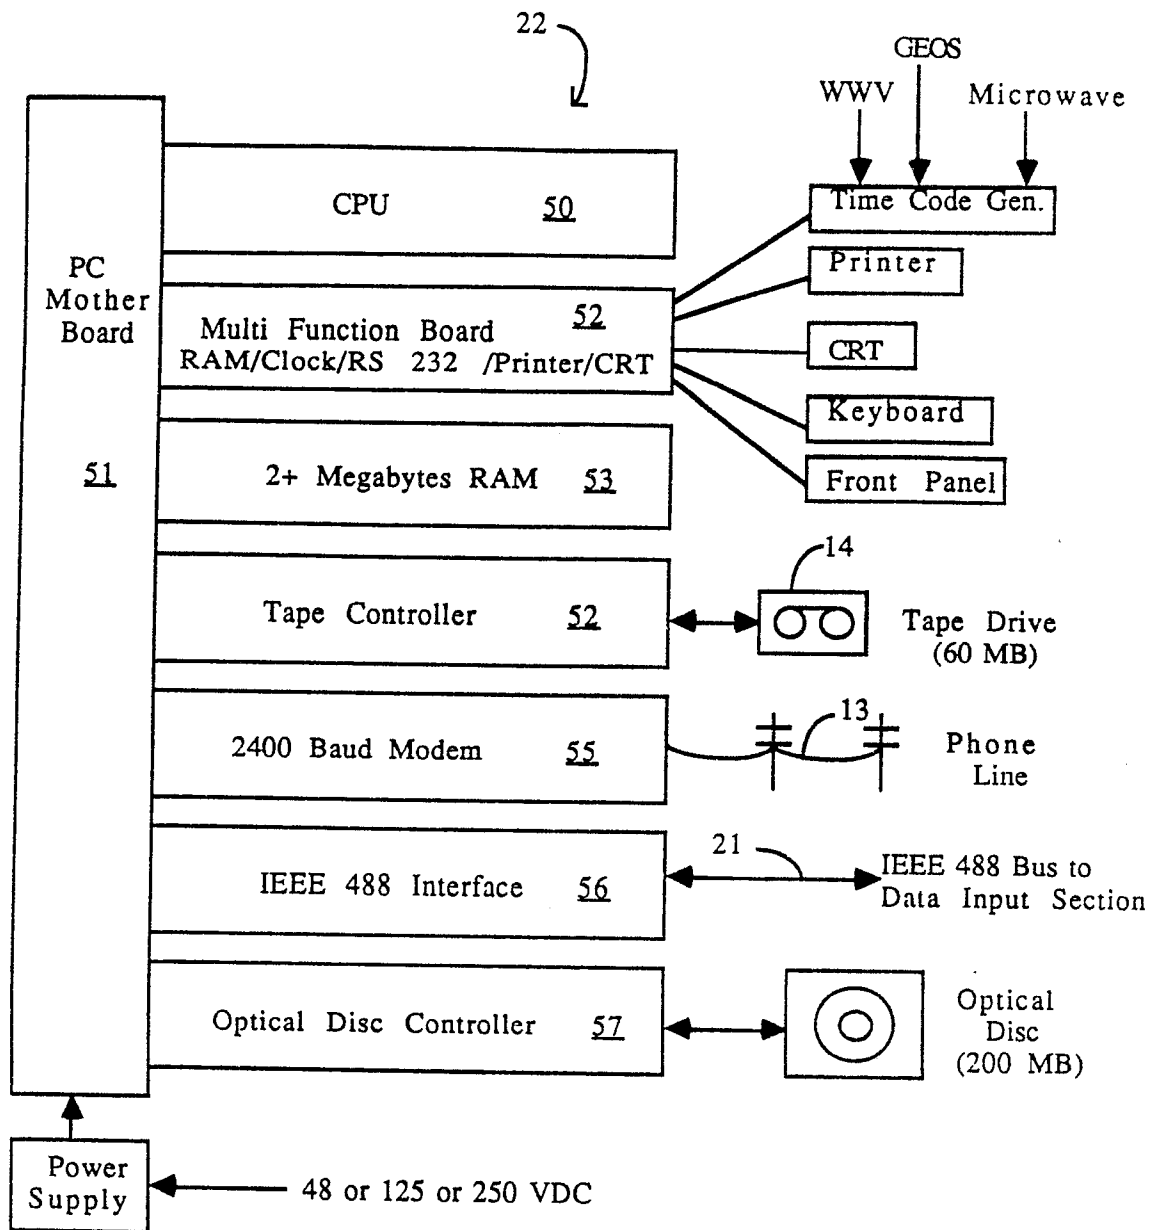 22
GEOS
WWV
Microwave
CPU 50
Time Code Gen.
PC
Mother
Board
51
Printer
Multi Function Board 52
RAM/Clock/RS 232 /Printer/CRT
CRT
Keyboard
2+ Megabytes RAM 53
Front Panel
14
Tape Controller 52
Tape Drive
(60 MB)
13
2400 Baud Modem 55
Phone
Line
21
IEEE 488 Interface 56
IEEE 488 Bus to
Data Input Section
Optical Disc Controller 57
Optical
Disc
(200 MB)
Power
Supply
48 or 125 or 250 VDC